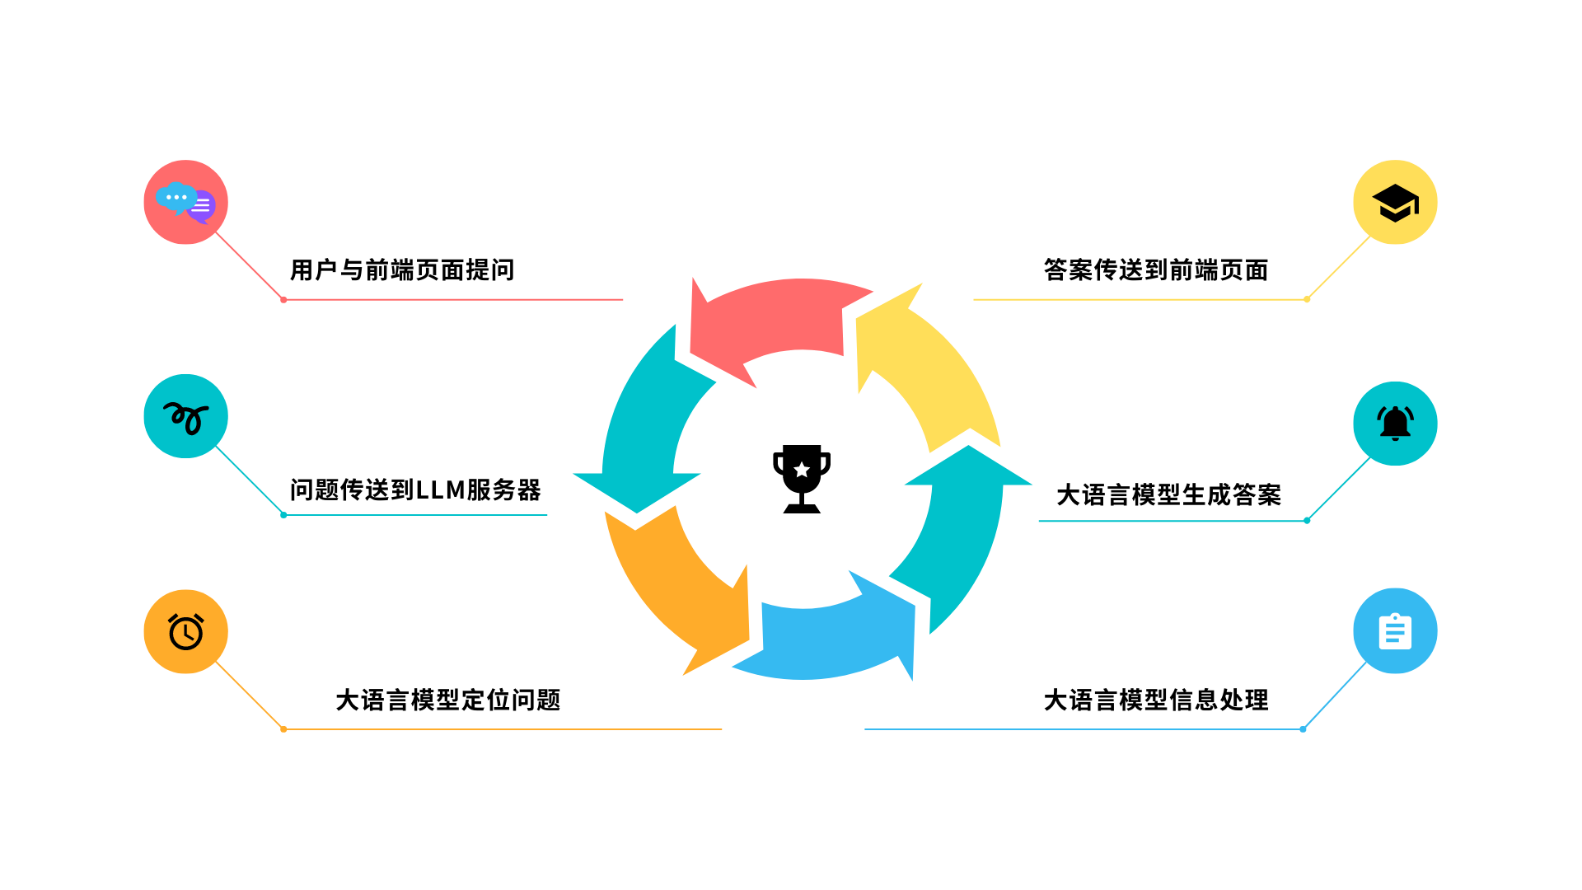 用户与前端页面提问
问题传送到LLM服务器
大语言模型定位问题
大语言模型信息处理
大语言模型生成答案
答案传送到前端页面